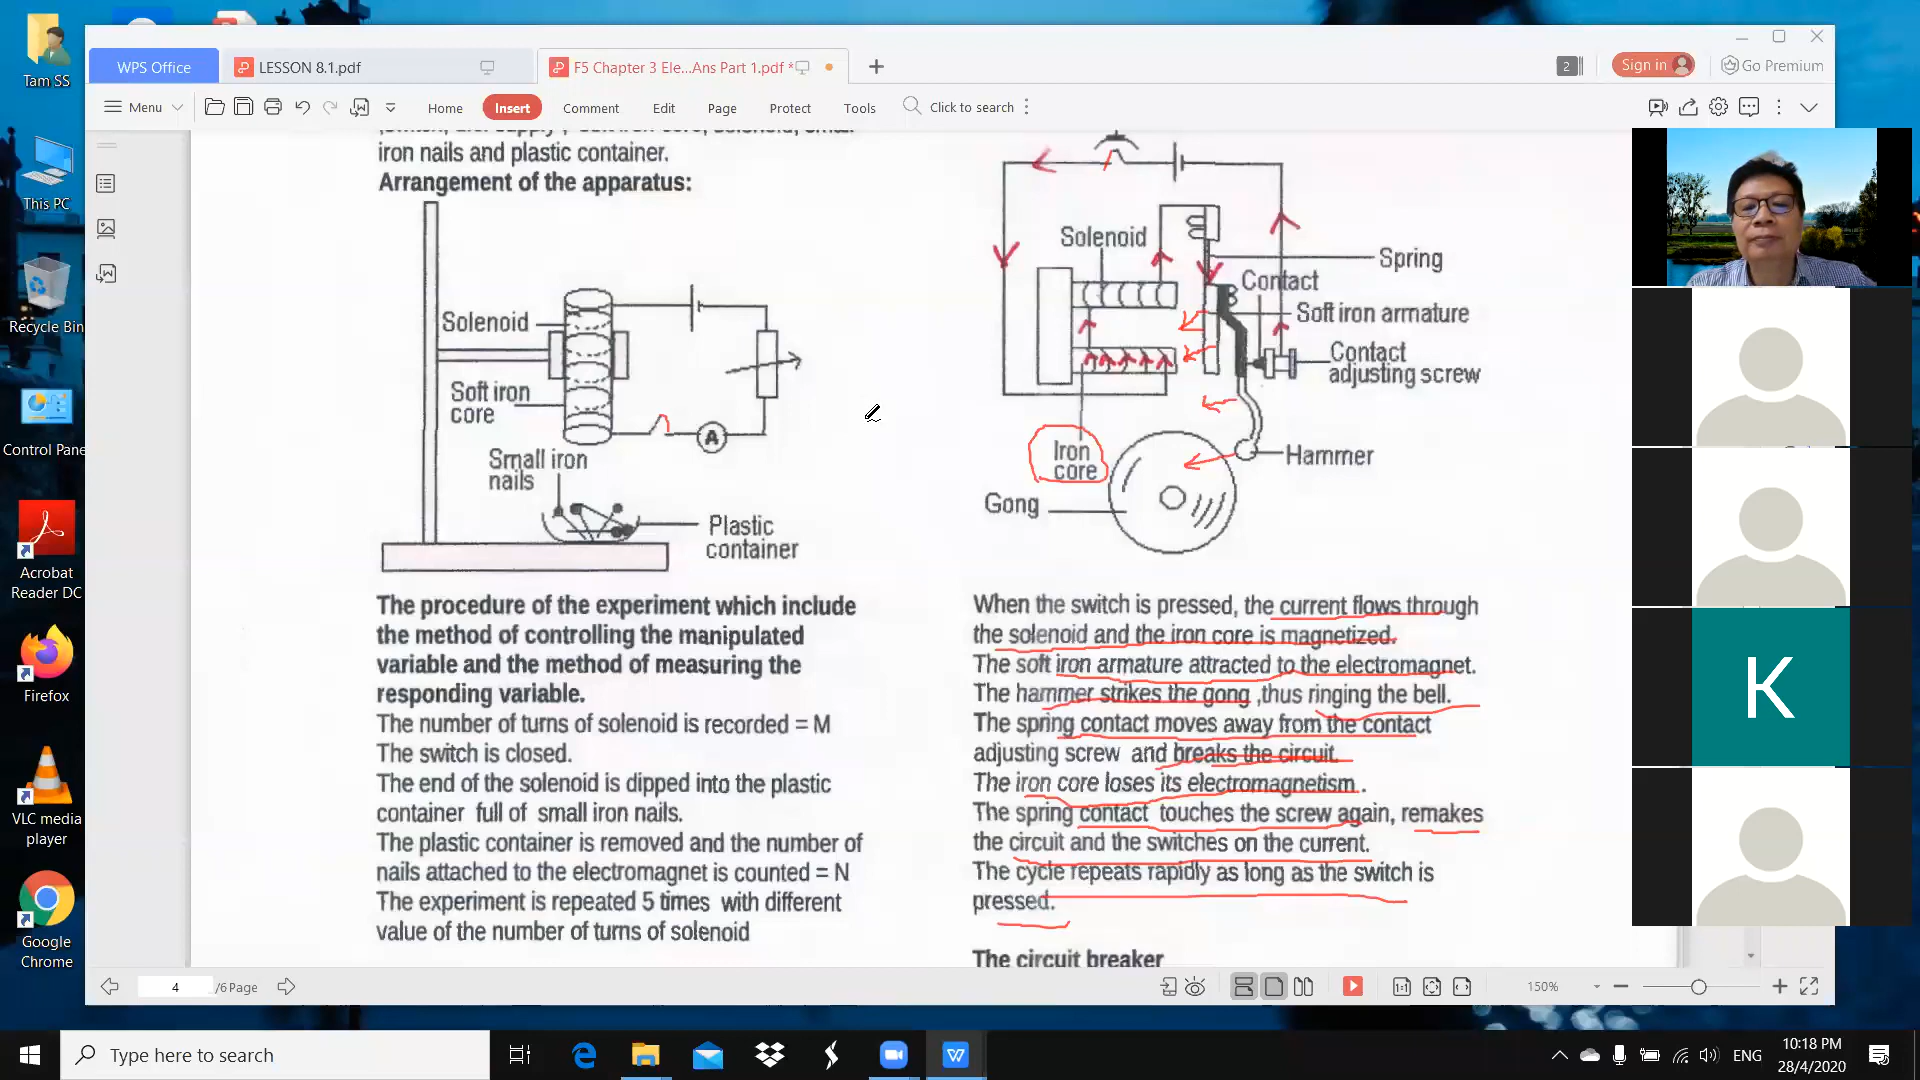 Tam SS
This PC
Recycle Bin
Control Pane
Acrobat
Reader DC
Firefox
VLC media
player
Google
Chrome
WPS Office
LESSON 8.1.pdf
F5 Chapter 3 Ele...Ans Part 1.pdf *
2
Sign in
Go Premium
Menu
Home
Insert
Comment
Edit
Page
Protect
Tools
Click to search
iron nails and plastic container.
Arrangement of the apparatus:
Solenoid
Soft iron
core
A
Small iron
nails
Plastic
container
The procedure of the experiment which include
the method of controlling the manipulated
variable and the method of measuring the
responding variable.
The number of turns of solenoid is recorded = M
The switch is closed.
The end of the solenoid is dipped into the plastic
container full of small iron nails.
The plastic container is removed and the number of
nails attached to the electromagnet is counted = N
The experiment is repeated 5 times with different
value of the number of turns of solenoid
Solenoid
Spring
Contact
Soft iron armature
Contact
adjusting screw
Iron
core
Hammer
Gong
When the switch is pressed, the current flows through
the solenoid and the iron core is magnetized.
The soft iron armature attracted to the electromagnet.
The hammer strikes the gong ,thus ringing the bell.
The spring contact moves away from the contact
adjusting screw and breaks the circuit.
The iron core loses its electromagnetism .
The spring contact touches the screw again, remakes
the circuit and the switches on the current.
The cycle repeats rapidly as long as the switch is
pressed.
The circuit breaker
K
4
/6 Page
150%
Type here to search
ENG
10:18 PM
28/4/2020